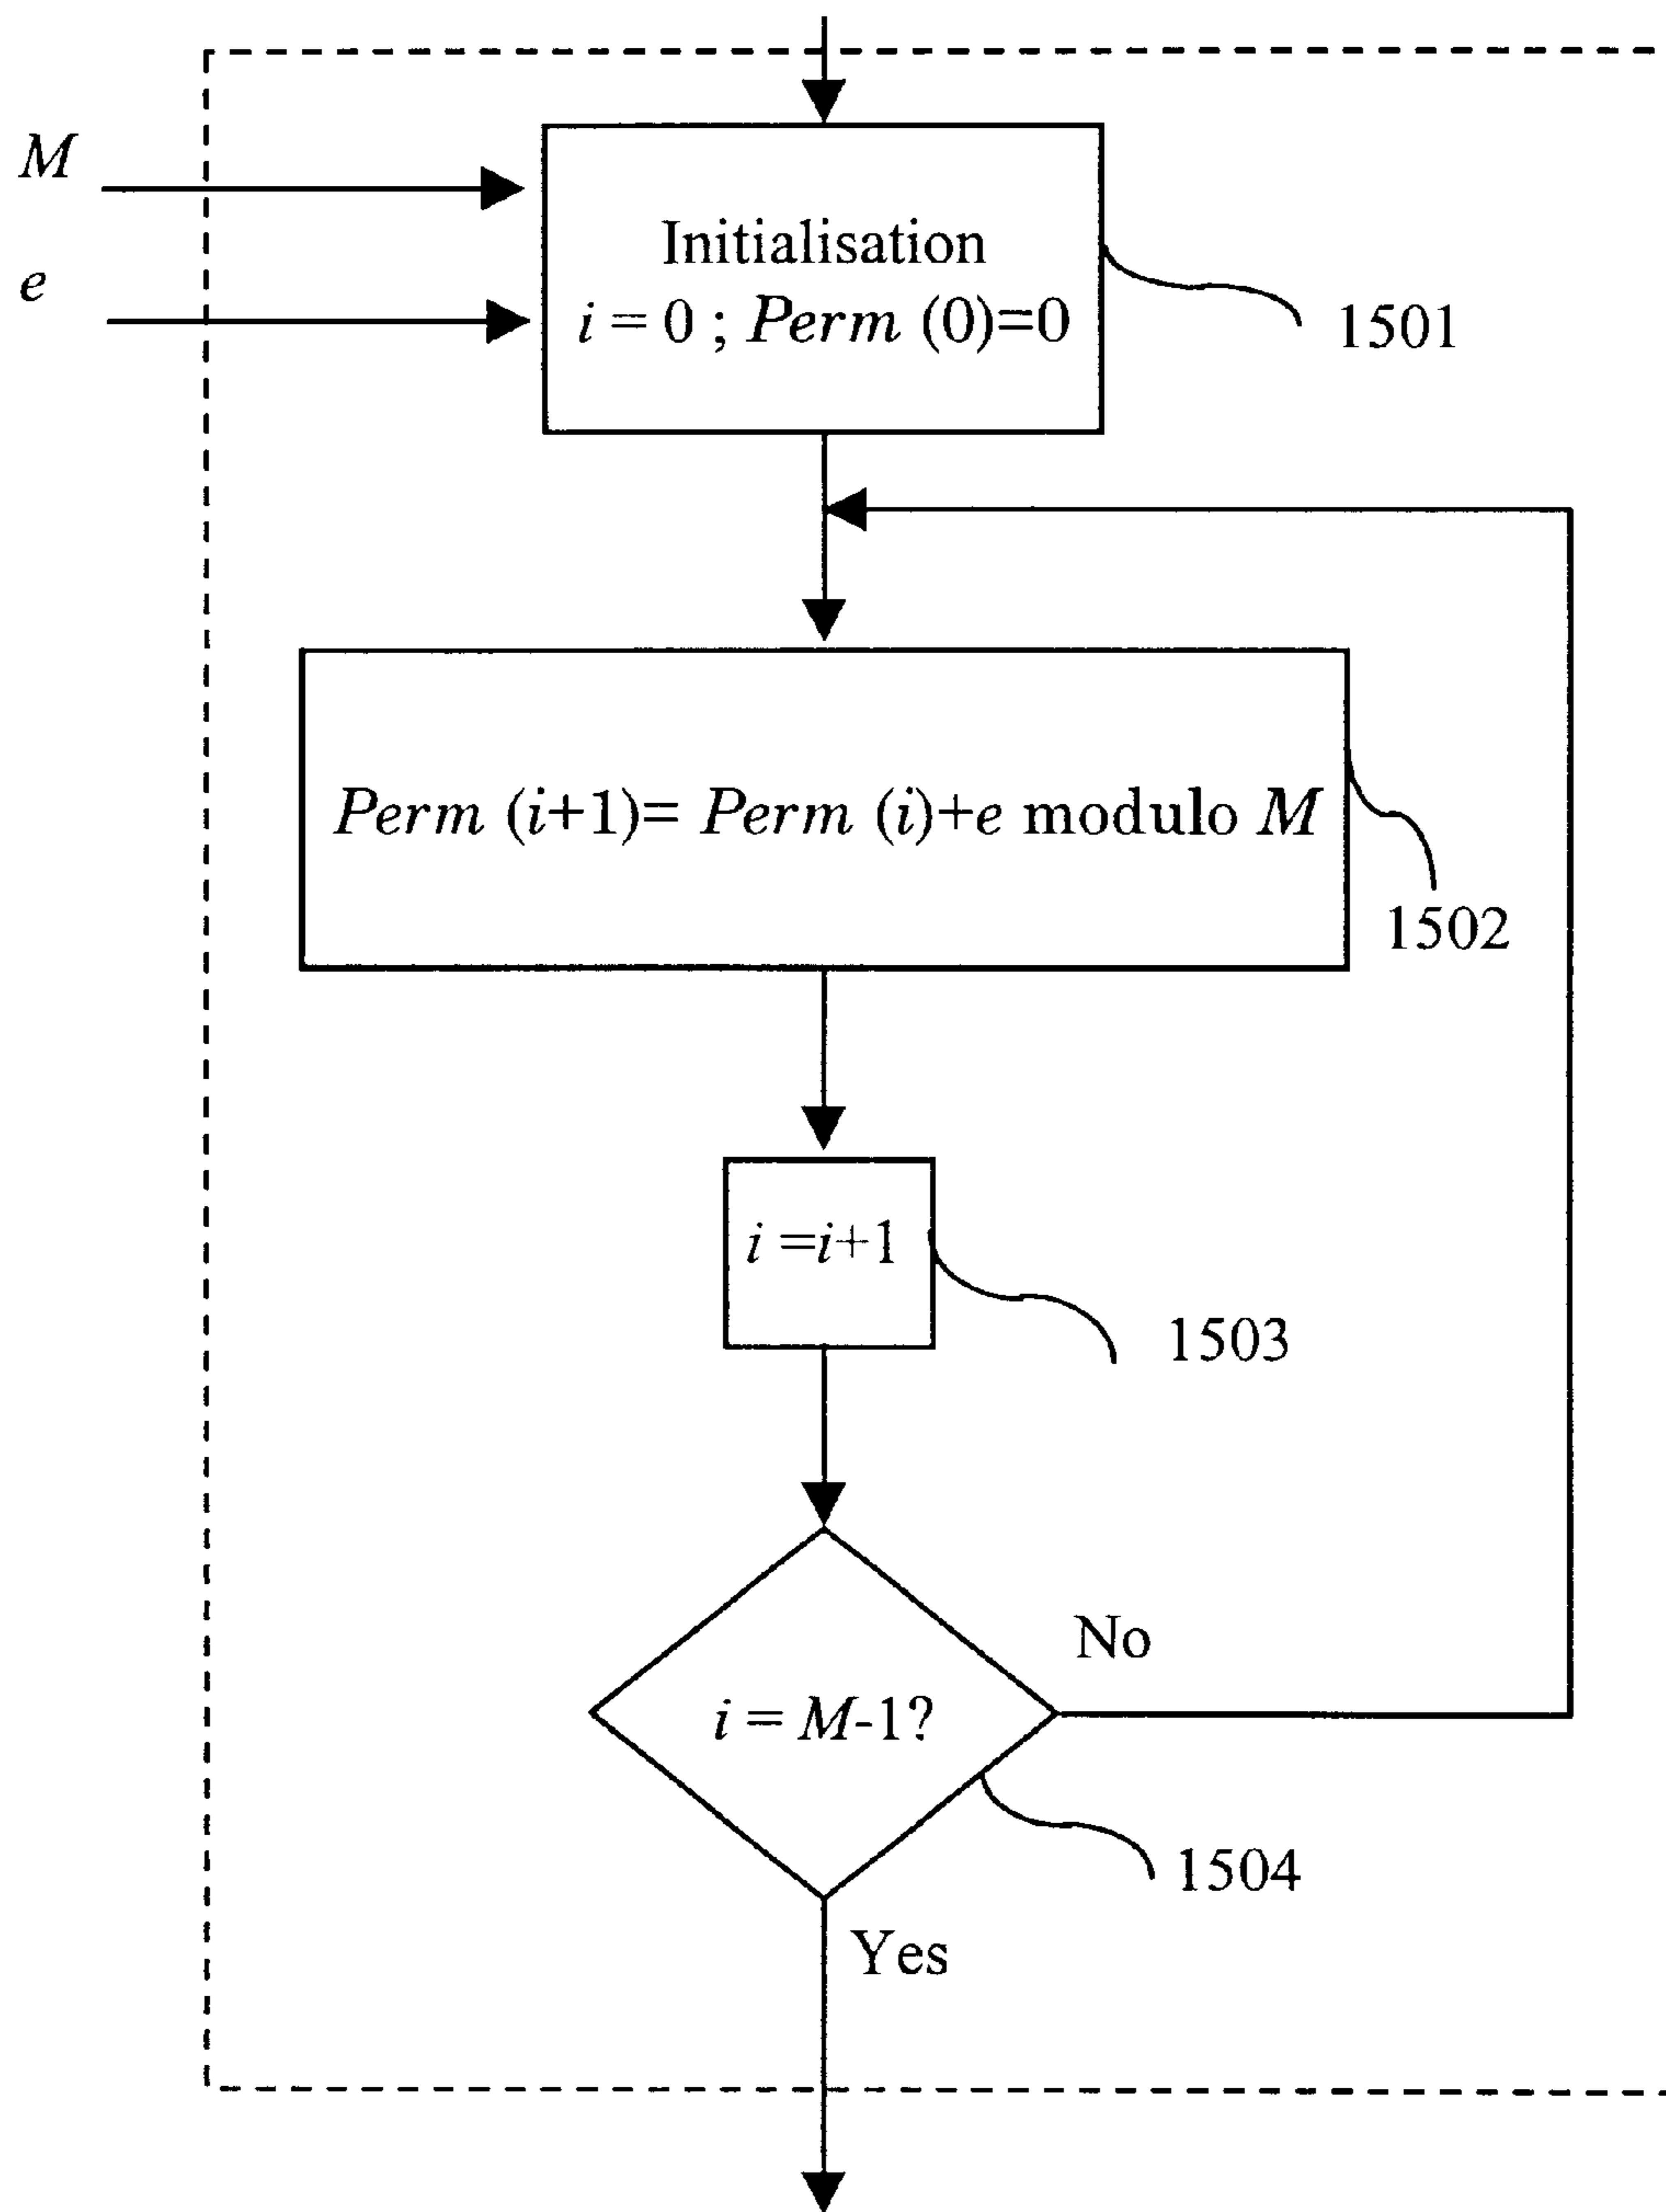 M
e
Initialisation
i = 0 ; Perm (0)=0
1501
Perm (i+1)= Perm (i)+e modulo M
1502
i =i+1
1503
No
i = M-1?
1504
Yes